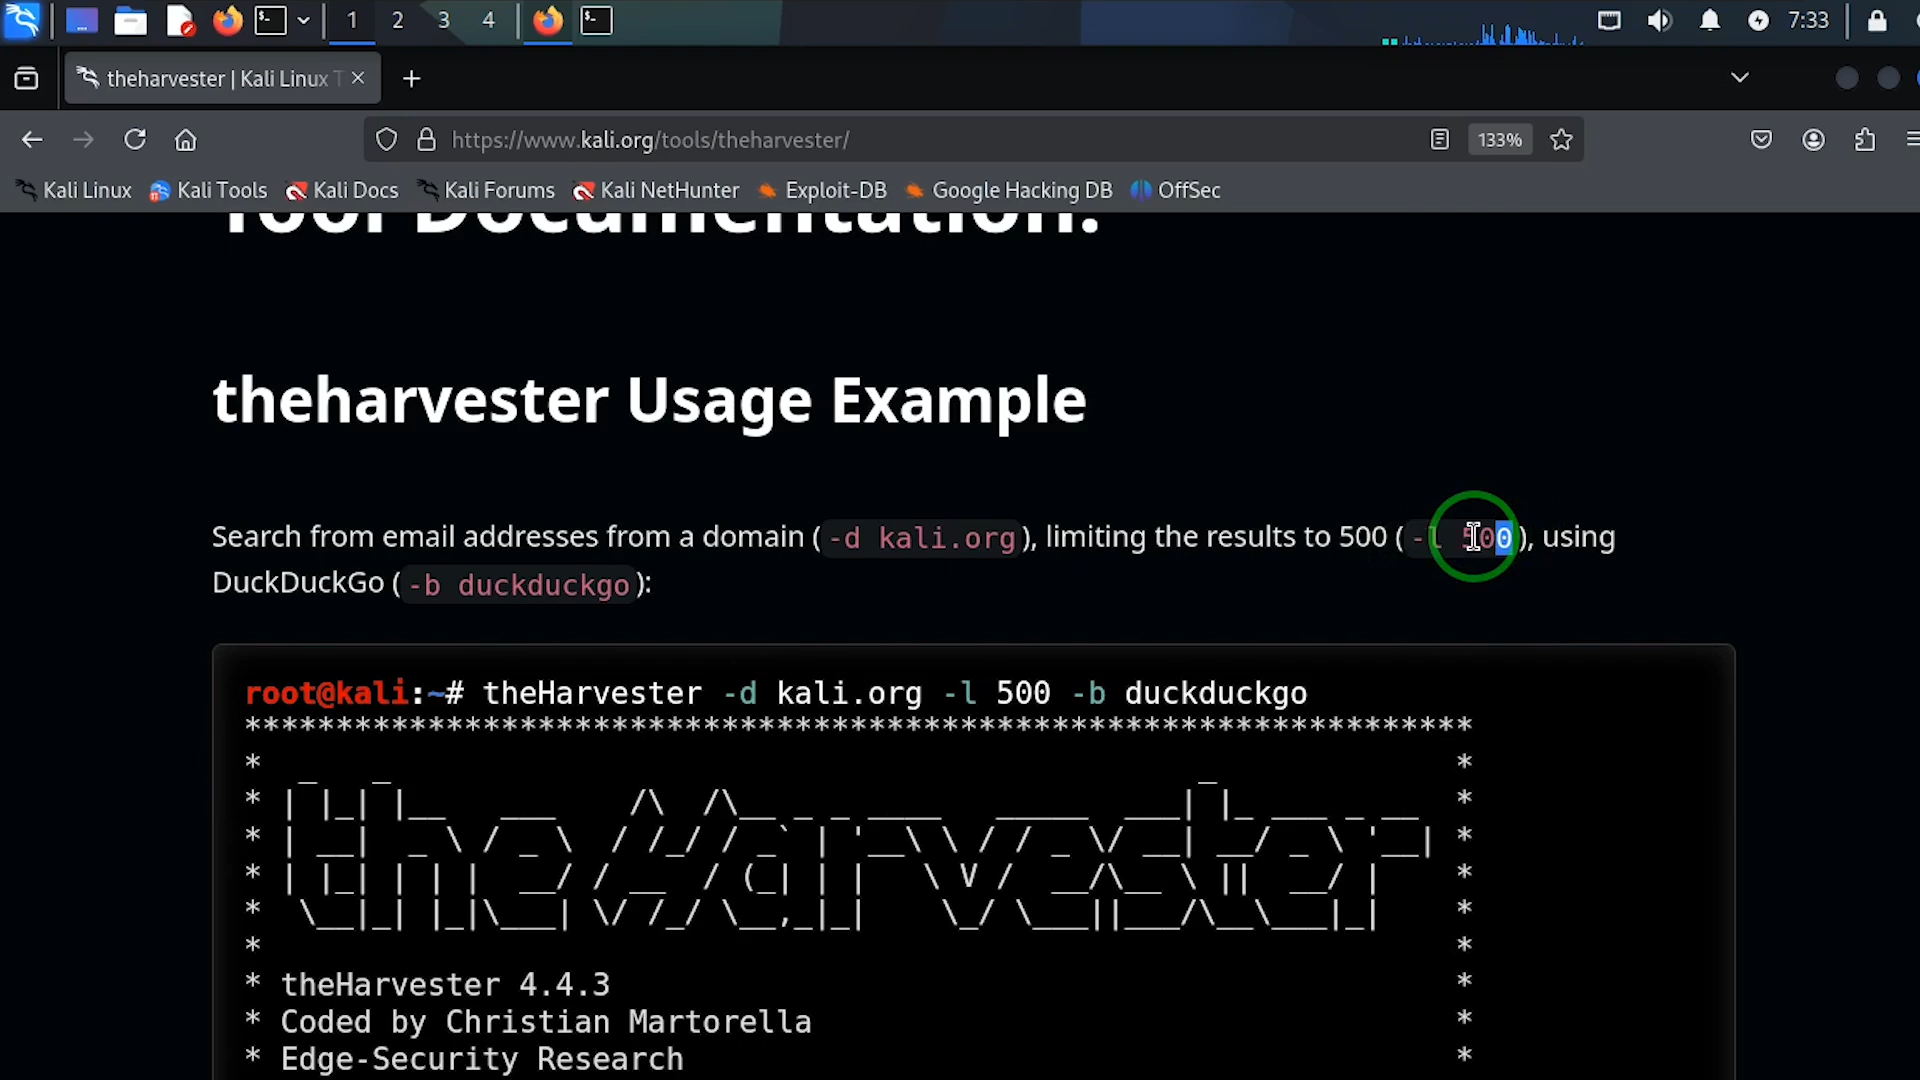 1 2 3 4 7:33
theharvester | Kali Linux T
https://www.kali.org/tools/theharvester/ 133%
Kali Linux Kali Tools Kali Docs Kali Forums Kali NetHunter Exploit-DB Google Hacking DB OffSec
Tool Documentation:
theharvester Usage Example
Search from email addresses from a domain ( -d kali.org ), limiting the results to 500 ( -l 500 ), using
DuckDuckGo ( -b duckduckgo ):
root@kali:~# theHarvester -d kali.org -l 500 -b duckduckgo
*******************************************************************
theHarvester
* theHarvester 4.4.3 *
* Coded by Christian Martorella *
* Edge-Security Research *